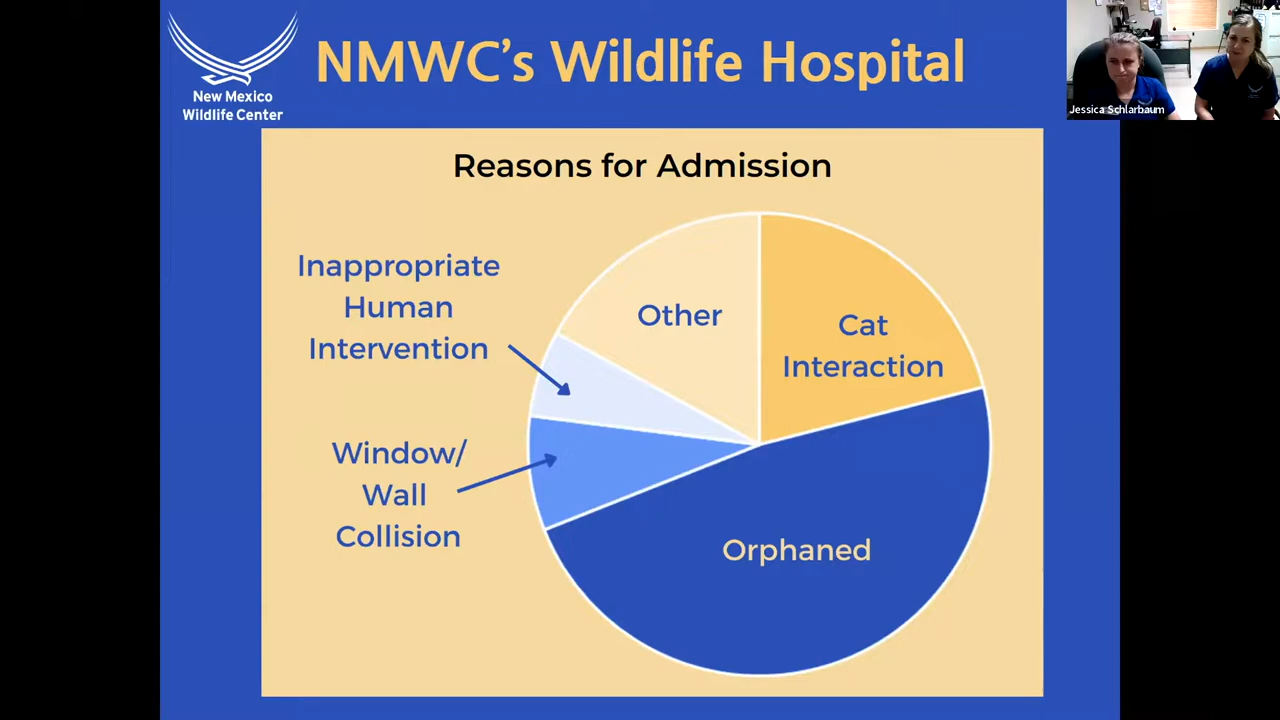 NMWC's Wildlife Hospital
New Mexico
Wildlife Center
Jessica Schlarbaum
Reasons for Admission
Inappropriate
Human
Intervention
Other
Cat
Interaction
Window/
Wall
Collision
Orphaned